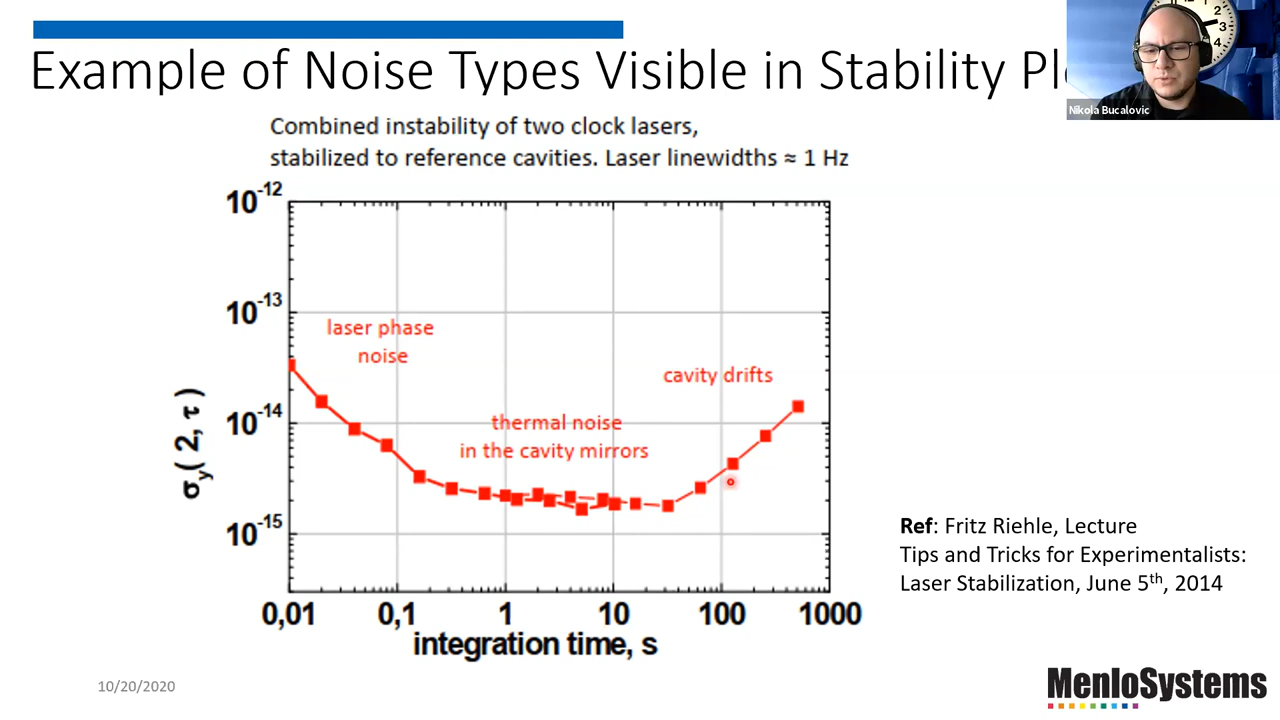 Example of Noise Types Visible in Stability
Nikola Bucalovic
2
3
4
Combined instability of two clock lasers,
stabilized to reference cavities. Laser linewidths ≈ 1 Hz
10⁻¹²
10⁻¹³
10⁻¹⁴
10⁻¹⁵
σy( 2, τ )
laser phase
noise
thermal noise
in the cavity mirrors
cavity drifts
0,01 0,1 1 10 100 1000
integration time, s
Ref: Fritz Riehle, Lecture
Tips and Tricks for Experimentalists:
Laser Stabilization, June 5th, 2014
10/20/2020
MenloSystems